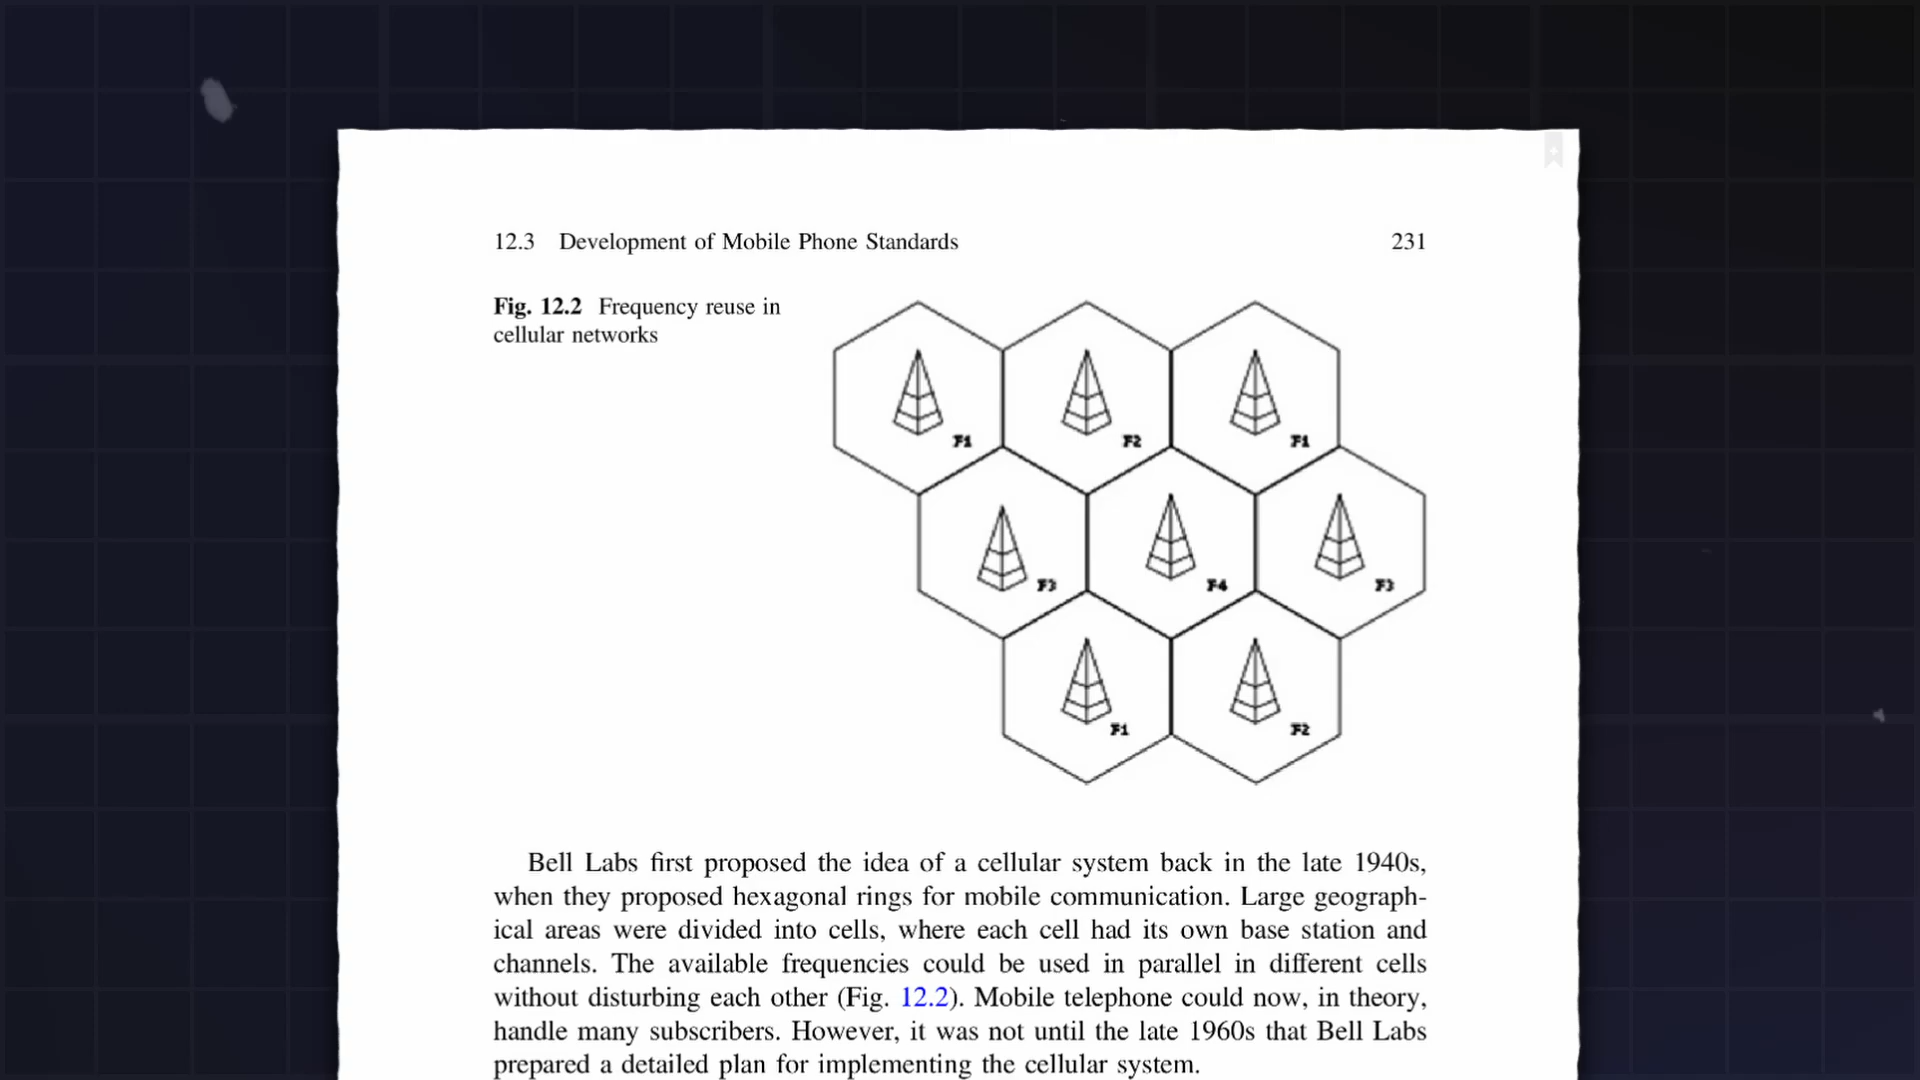 12.3 Development of Mobile Phone Standards 231
Fig. 12.2 Frequency reuse in
cellular networks
F1 F2 F1
F3 F4 F3
F1 F2
Bell Labs first proposed the idea of a cellular system back in the late 1940s,
when they proposed hexagonal rings for mobile communication. Large geograph-
ical areas were divided into cells, where each cell had its own base station and
channels. The available frequencies could be used in parallel in different cells
without disturbing each other (Fig. 12.2). Mobile telephone could now, in theory,
handle many subscribers. However, it was not until the late 1960s that Bell Labs
prepared a detailed plan for implementing the cellular system.